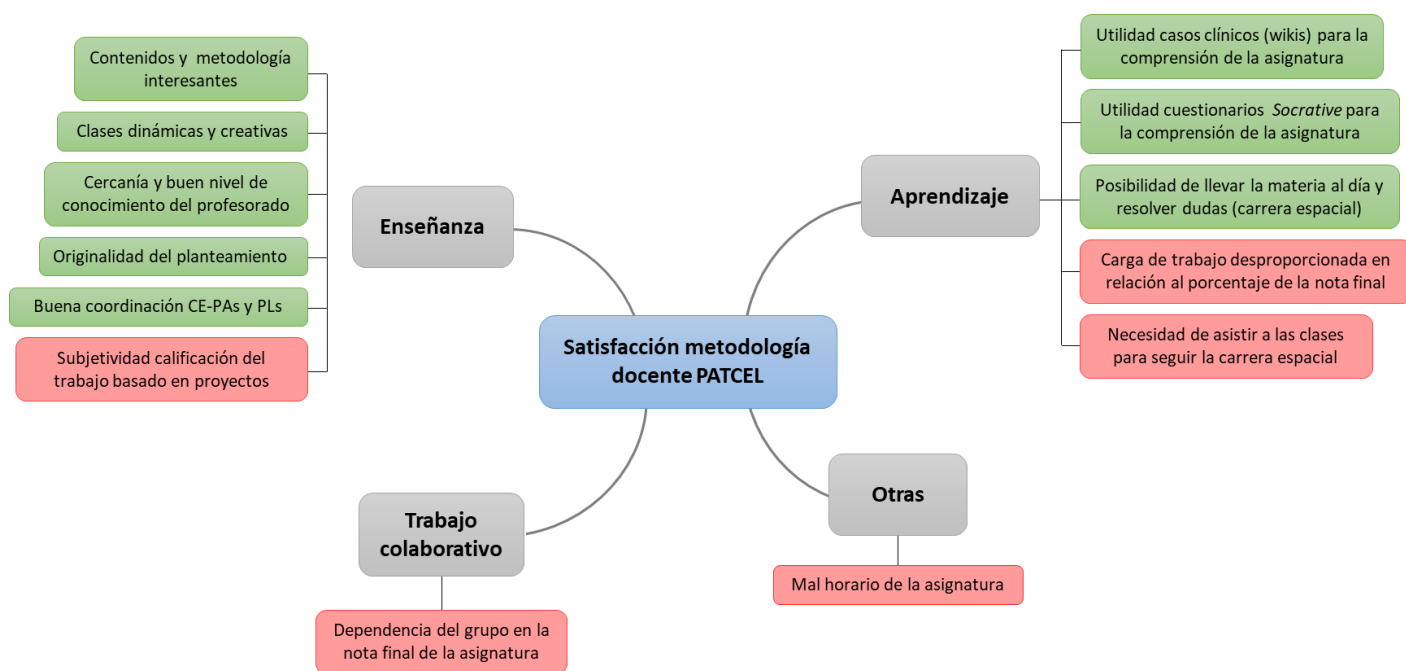 Contenidos y metodología
interesantes
Clases dinámicas y creativas
Cercanía y buen nivel de
conocimiento del profesorado
Originalidad del planteamiento
Buena coordinación CE-PAs y PLs
Subjetividad calificación del
trabajo basado en proyectos
Enseñanza
Utilidad casos clínicos (wikis) para la
comprensión de la asignatura
Utilidad cuestionarios Socrative para
la comprensión de la asignatura
Posibilidad de llevar la materia al día y
resolver dudas (carrera espacial)
Carga de trabajo desproporcionada en
relación al porcentaje de la nota final
Necesidad de asistir a las clases
para seguir la carrera espacial
Aprendizaje
Satisfacción metodología
docente PATCEL
Trabajo
colaborativo
Dependencia del grupo en la
nota final de la asignatura
Otras
Mal horario de la asignatura